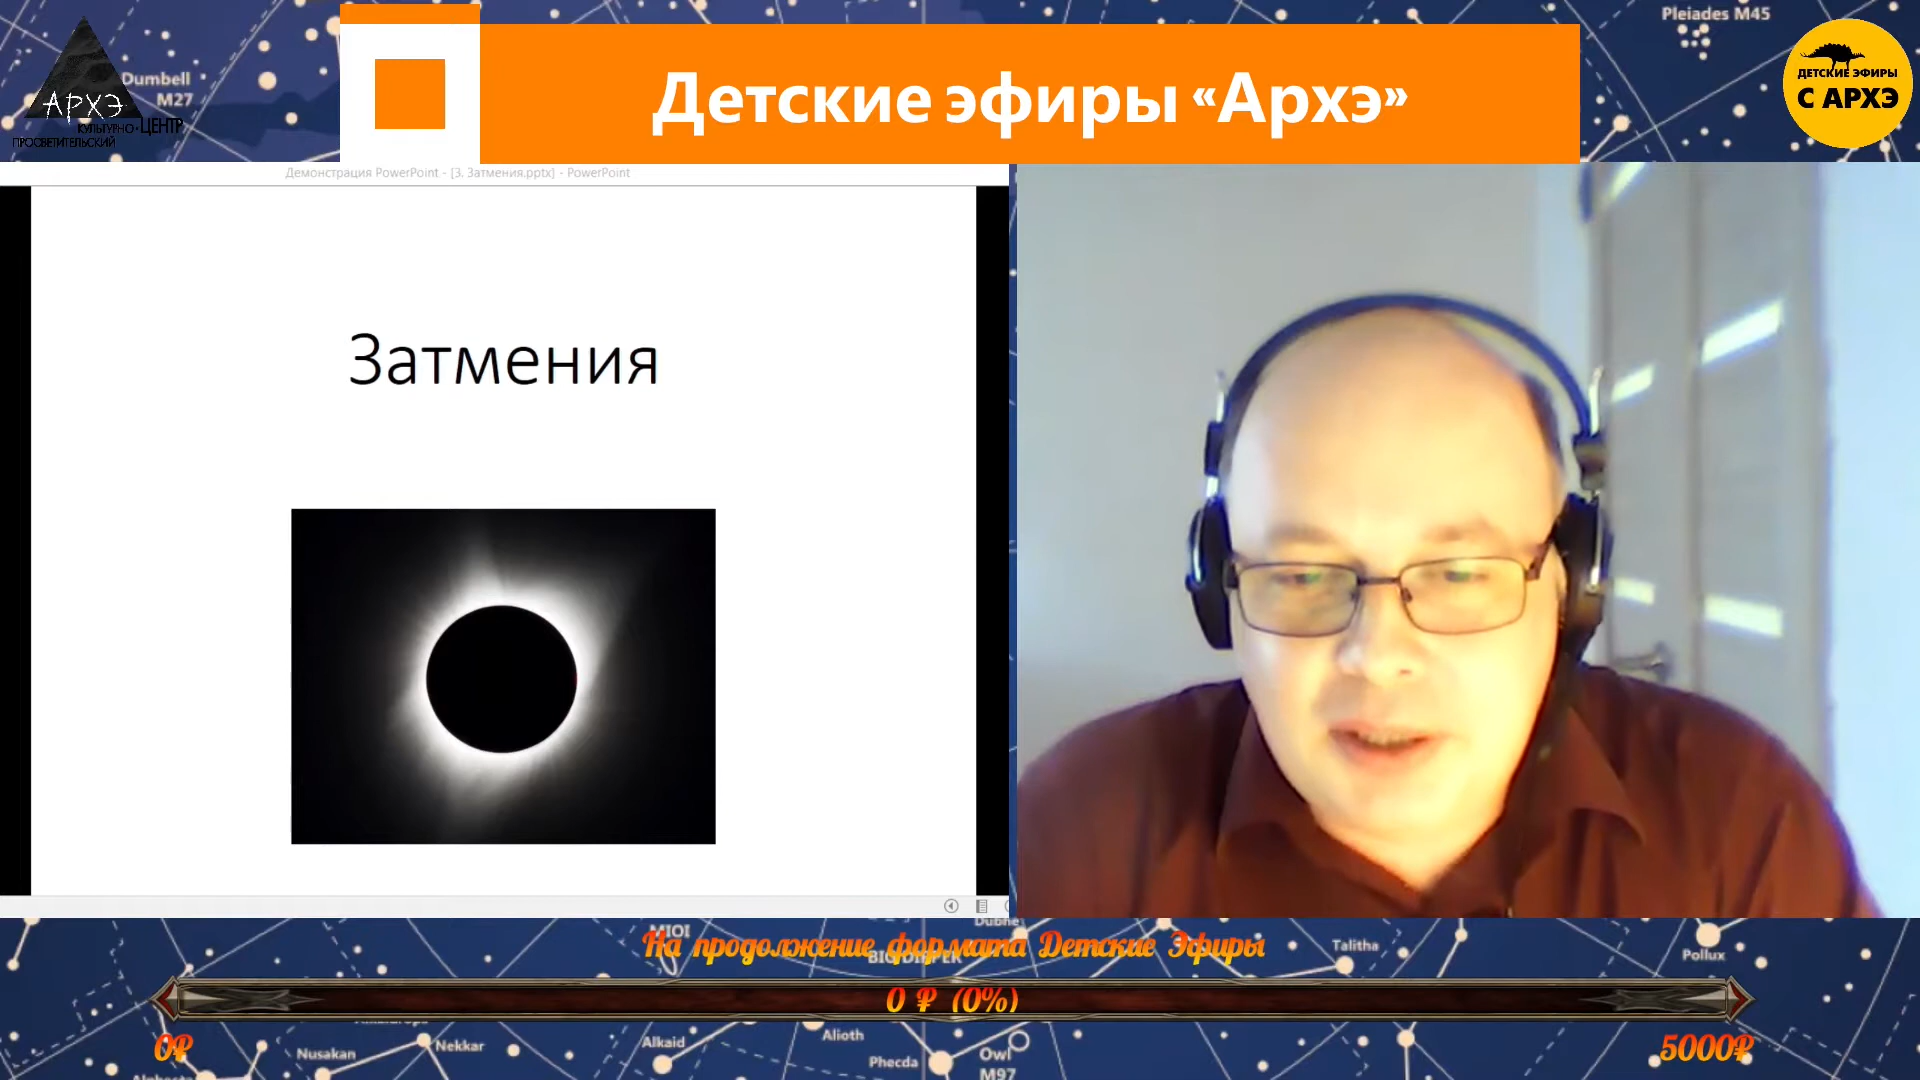 Pleiades M45
Dumbell
M27
АРХЭ
КУЛЬТУРНО-ЦЕНТР
ПРОСВЕТИТЕЛЬСКИЙ
Детские эфиры «Архэ»
ДЕТСКИЕ ЭФИРЫ
С АРХЭ
Демонстрация PowerPoint - [3. Затмения.pptx] - PowerPoint
Затмения
Dubhe
На продолжение формата Детские Эфиры
Talitha
Pollux
0 ₽ (0%)
0₽
5000₽
Nusakan
Nekkar
Alkaid
Alioth
Phecda
Owl
M97